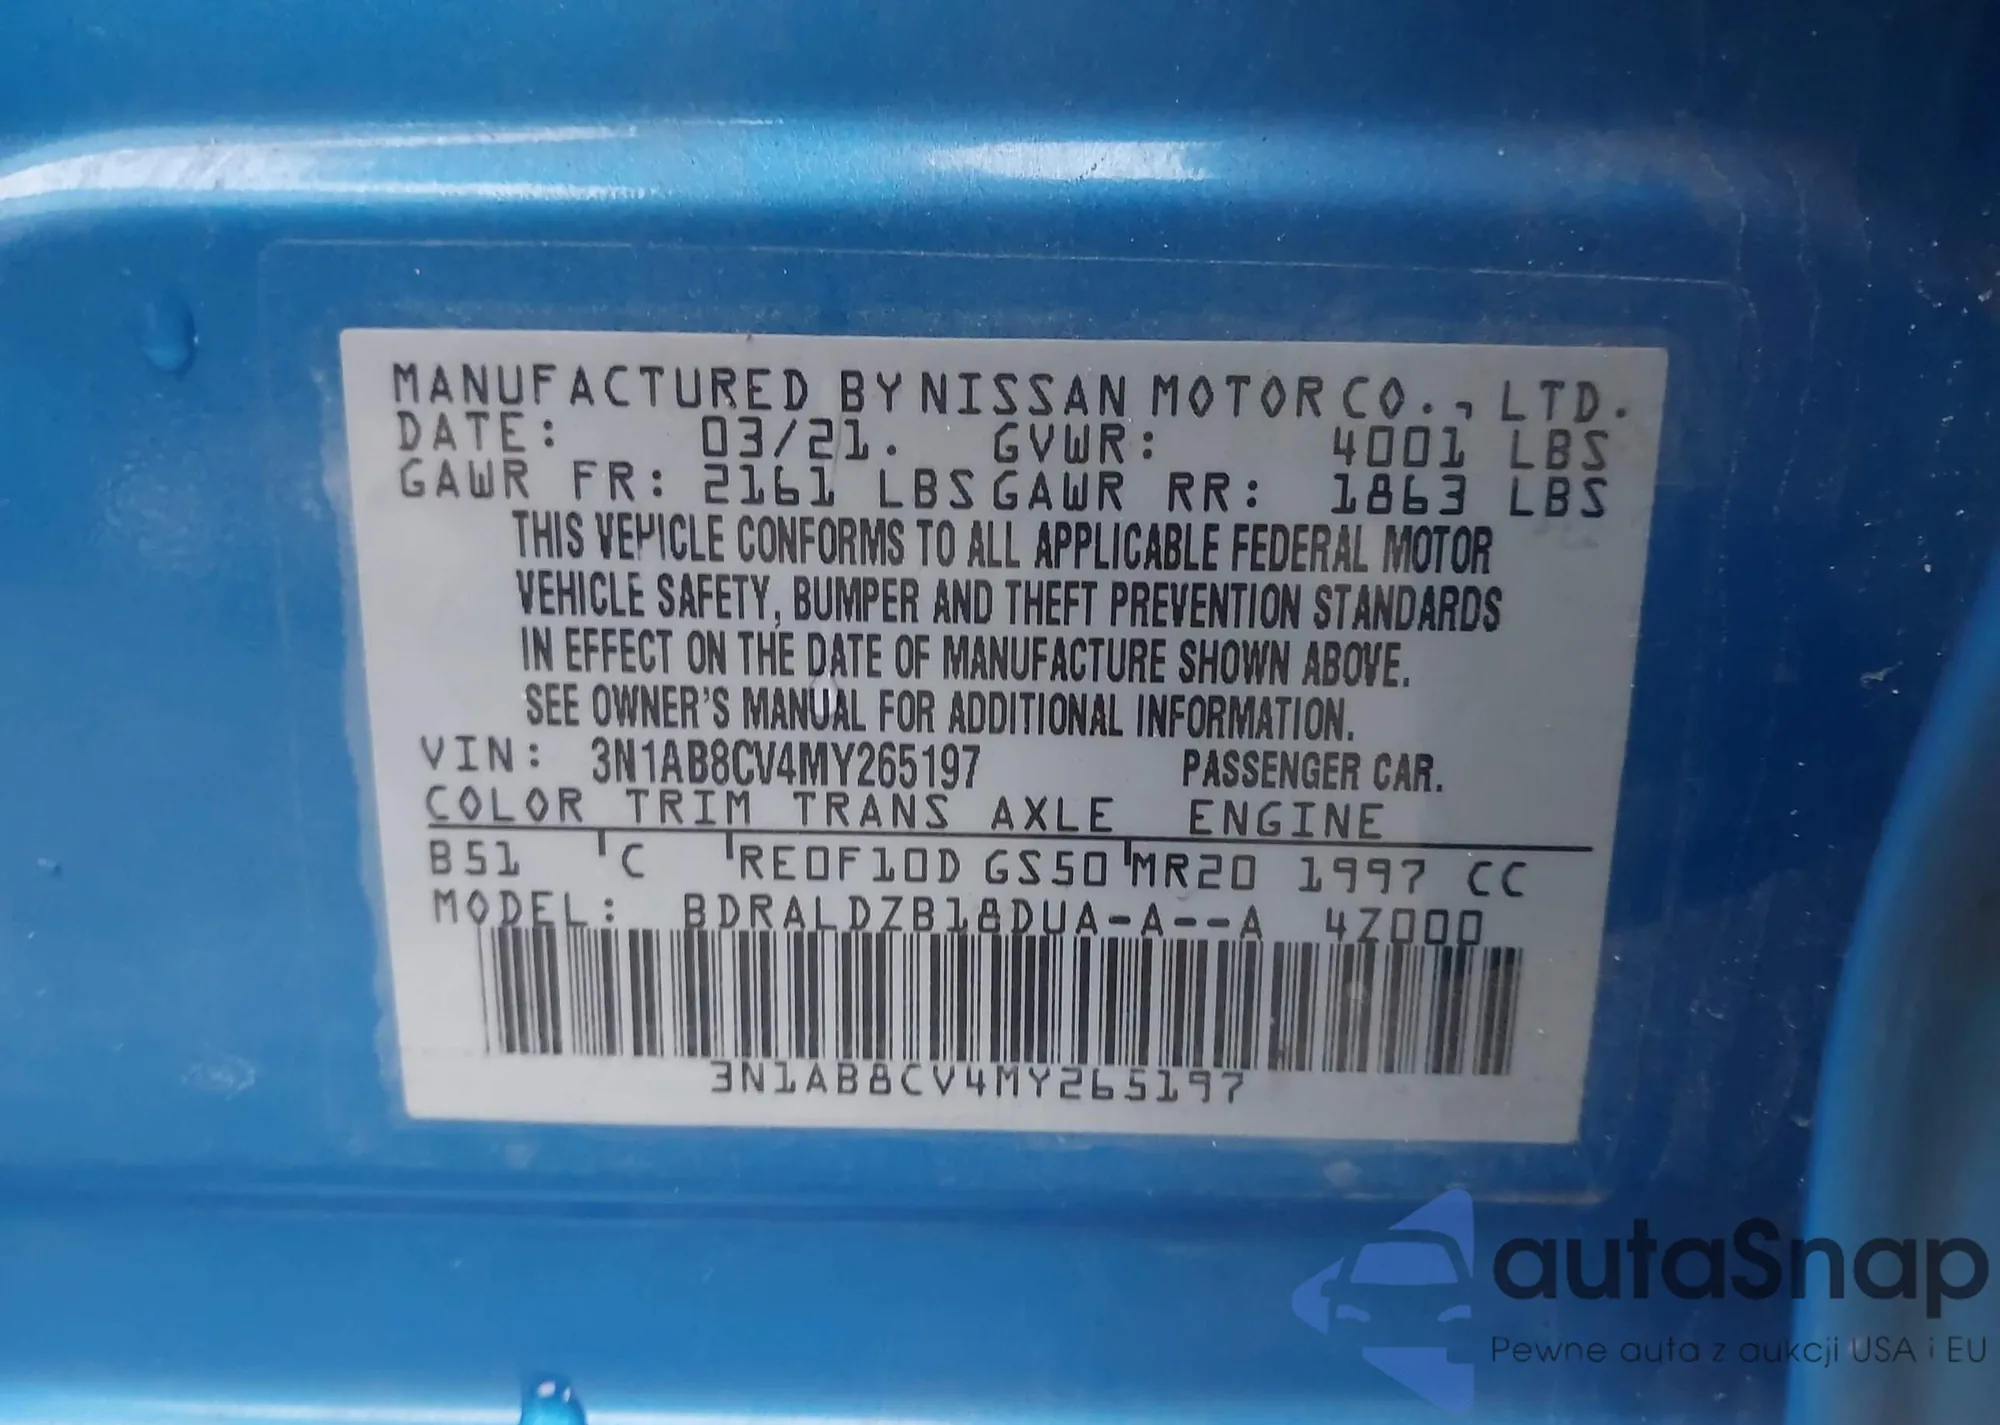 MANUFACTURED BY NISSAN MOTOR CO., LTD.
DATE: 03/21. GVWR: 4001 LBS
GAWR FR: 2161 LBS GAWR RR: 1863 LBS
THIS VEHICLE CONFORMS TO ALL APPLICABLE FEDERAL MOTOR
VEHICLE SAFETY, BUMPER AND THEFT PREVENTION STANDARDS
IN EFFECT ON THE DATE OF MANUFACTURE SHOWN ABOVE.
SEE OWNER'S MANUAL FOR ADDITIONAL INFORMATION.
VIN: 3N1AB8CV4MY265197 PASSENGER CAR.
COLOR TRIM TRANS AXLE ENGINE
B51 C RE0F10D GS50 MR20 1997 CC
MODEL: BDRALDZB18DUA-A--A 4Z000
3N1AB8CV4MY265197
autaSnap
Pewne auta z aukcji USA i EU